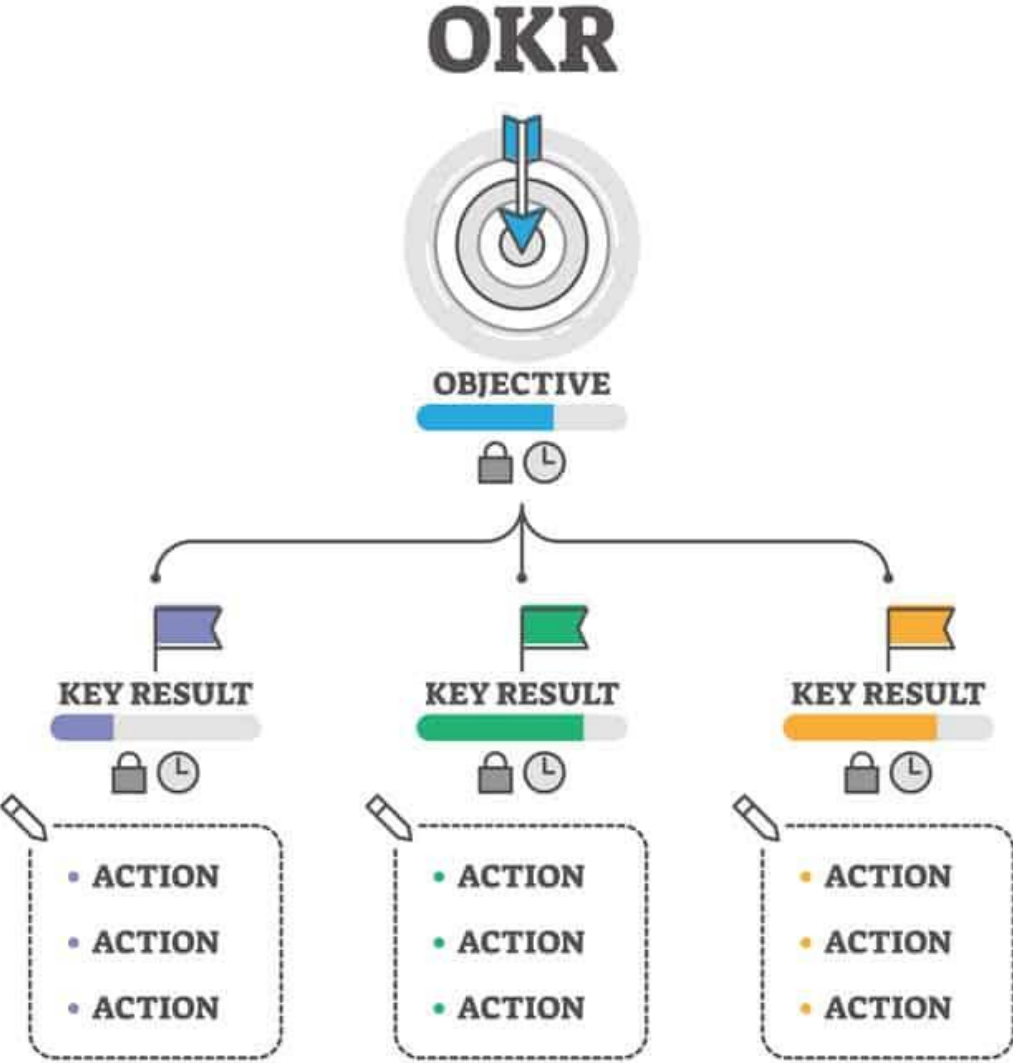 OKR
OBJECTIVE
KEY RESULT
KEY RESULT
KEY RESULT
ACTION
ACTION
ACTION
ACTION
ACTION
ACTION
ACTION
ACTION
ACTION